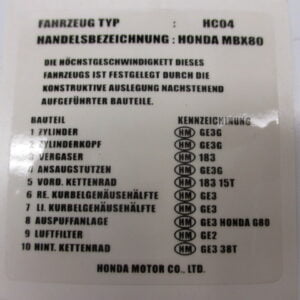 FAHRZEUG TYP : HC04
HANDELSBEZEICHNUNG : HONDA MBX80
DIE HÖCHSTGESCHWINDIGKEIT DIESES
FAHRZEUGS IST FESTGELEGT DURCH DIE
KONSTRUKTIVE AUSLEGUNG NACHSTEHEND
AUFGEFÜHRTER BAUTEILE.
BAUTEIL KENNZEICHNUNG
1 ZYLINDER HM GE3G
2 ZYLINDERKOPF HM GE3G
3 VERGASER HM 183
4 ANSAUGSTUTZEN HM GE3G
5 VORD. KETTENRAD HM 183 15T
6 RE. KURBELGEHÄUSEHÄLFTE HM GE3
7 LI. KURBELGEHÄUSEHÄLFTE HM GE3
8 AUSPUFFANLAGE HM GE3 HONDA G80
9 LUFTFILTER HM GE2
10 HINT. KETTENRAD HM GE3 38T
HONDA MOTOR CO., LTD.